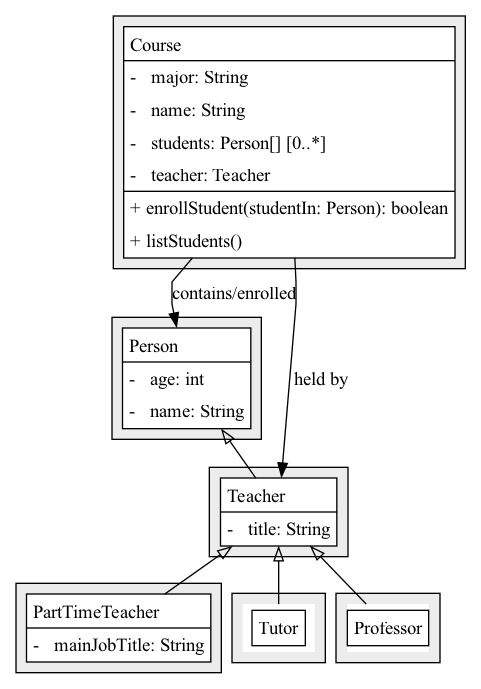 Course
- major: String
- name: String
- students: Person[] [0..*]
- teacher: Teacher
+ enrollStudent(studentIn: Person): boolean
+ listStudents()
contains/enrolled
Person
- age: int
- name: String
held by
Teacher
- title: String
PartTimeTeacher
- mainJobTitle: String
Tutor
Professor